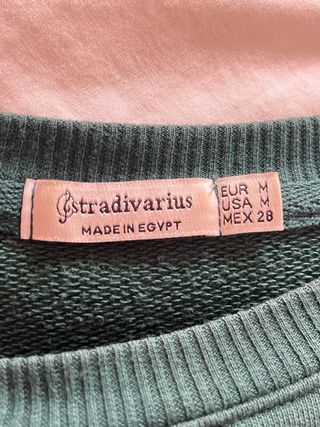 Stradivarius
MADE IN EGYPT
EUR M
USA M
MEX 28